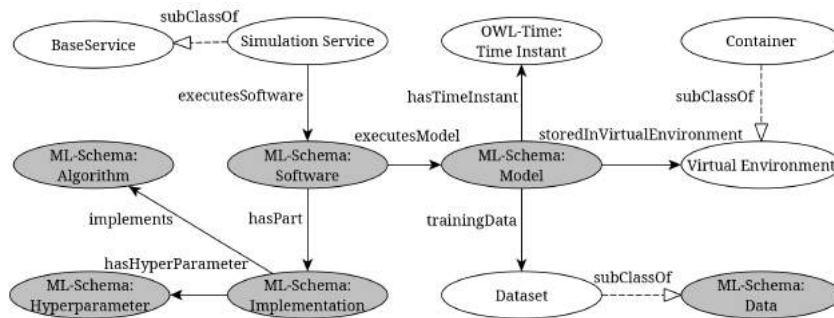 subClassOf
BaseService
Simulation Service
OWL-Time:
Time Instant
Container
executesSoftware
hasTimeInstant
subClassOf
executesModel
storedInVirtualEnvironment
ML-Schema:
Algorithm
ML-Schema:
Software
ML-Schema:
Model
Virtual Environment
implements
hasPart
trainingData
hasHyperParameter
subClassOf
ML-Schema:
Hyperparameter
ML-Schema:
Implementation
Dataset
ML-Schema:
Data